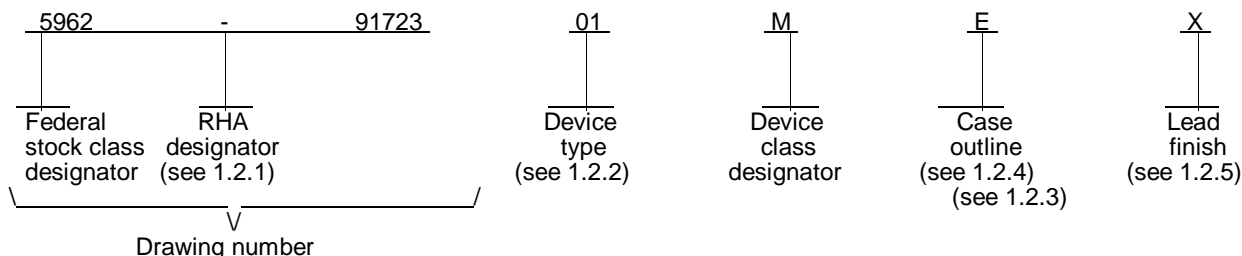 5962 - 91723 01 M E X
Federal RHA Device Device Case Lead
stock class designator type class outline finish
designator (see 1.2.1) (see 1.2.2) designator (see 1.2.4) (see 1.2.5)
(see 1.2.3)
Drawing number